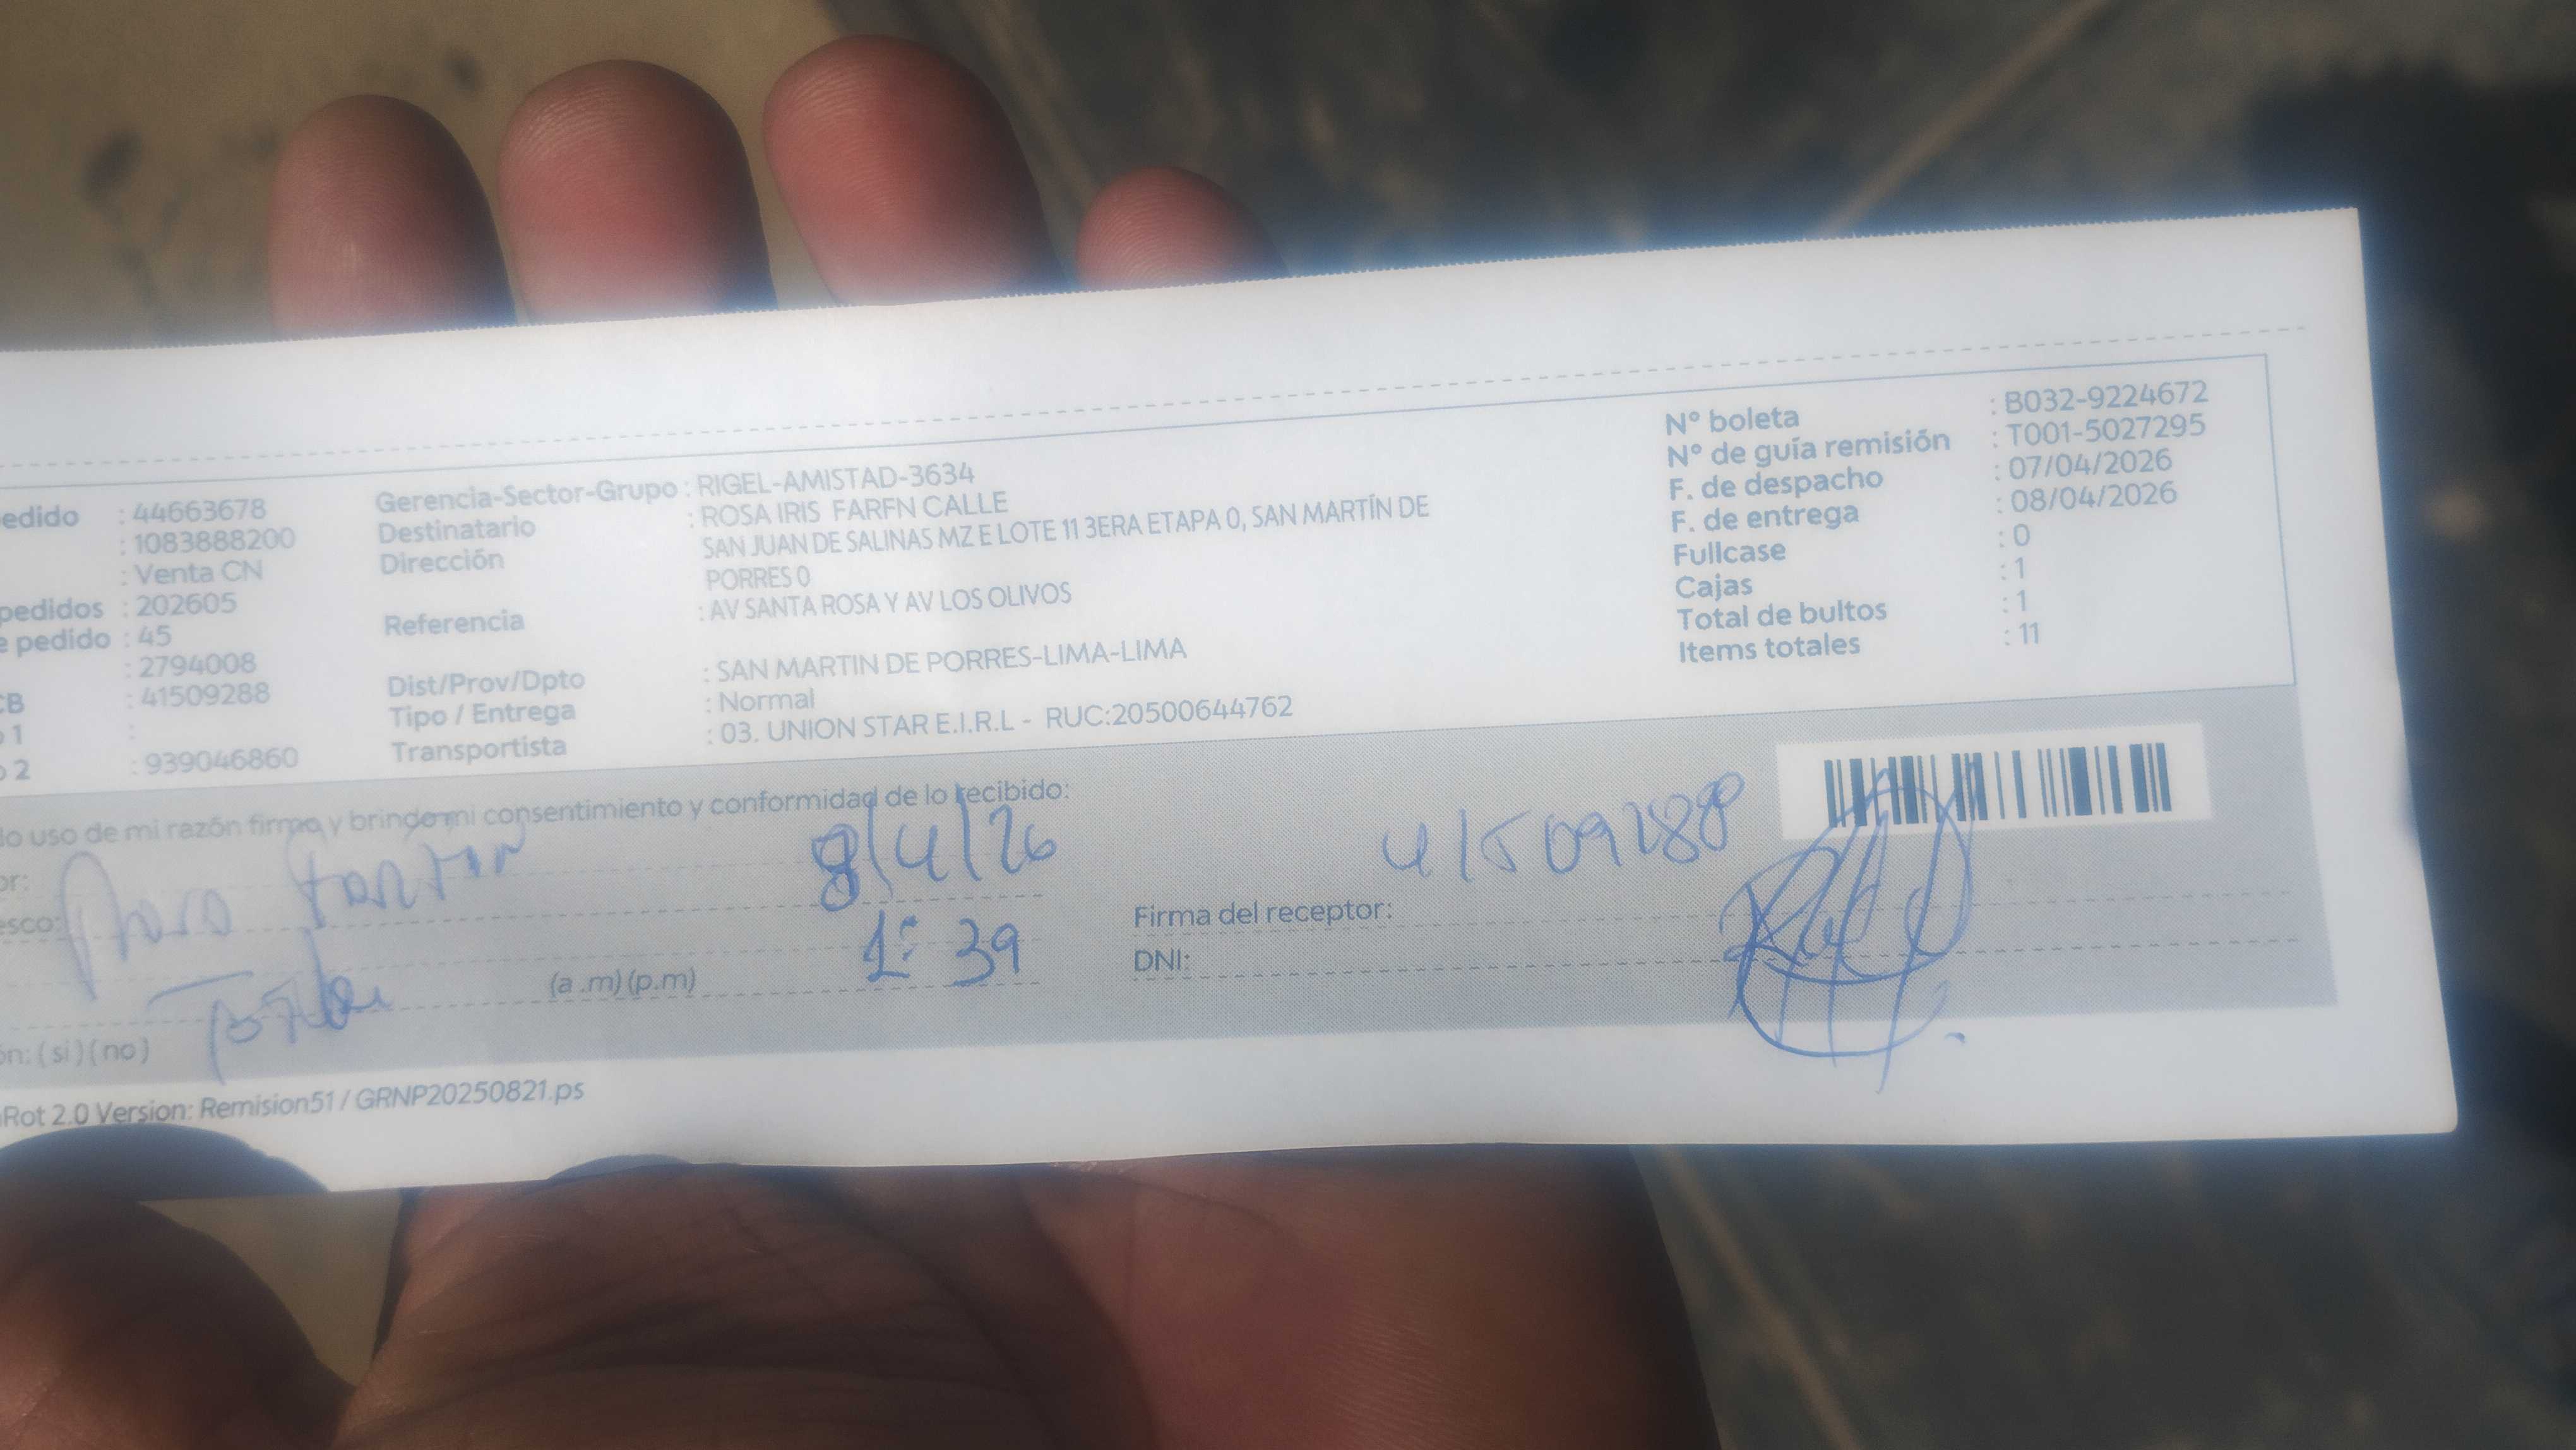 edido : 44663678
: 1083888200
: Venta CN
pedidos : 202605
e pedido : 45
: 2794008
CB : 41509288
o 1 :
o 2 : 939046860
Gerencia-Sector-Grupo : RIGEL-AMISTAD-3634
Destinatario : ROSA IRIS FARFN CALLE
Dirección SAN JUAN DE SALINAS MZ E LOTE 11 3ERA ETAPA 0, SAN MARTÍN DE
PORRES 0
Referencia : AV SANTA ROSA Y AV LOS OLIVOS
Dist/Prov/Dpto : SAN MARTIN DE PORRES-LIMA-LIMA
Tipo / Entrega : Normal
Transportista : 03. UNION STAR E.I.R.L - RUC:20500644762
Nº boleta : B032-9224672
Nº de guía remisión : T001-5027295
F. de despacho : 07/04/2026
F. de entrega : 08/04/2026
Fullcase : 0
Cajas : 1
Total de bultos : 1
Items totales : 11
do uso de mi razón firmo y brindo mi consentimiento y conformidad de lo recibido:
or: 8/4/26 41509288
esco: Firma del receptor:
(a .m) (p.m) 1:39 DNI:
ón: (si) (no)
Rot 2.0 Version: Remision51 / GRNP20250821.ps